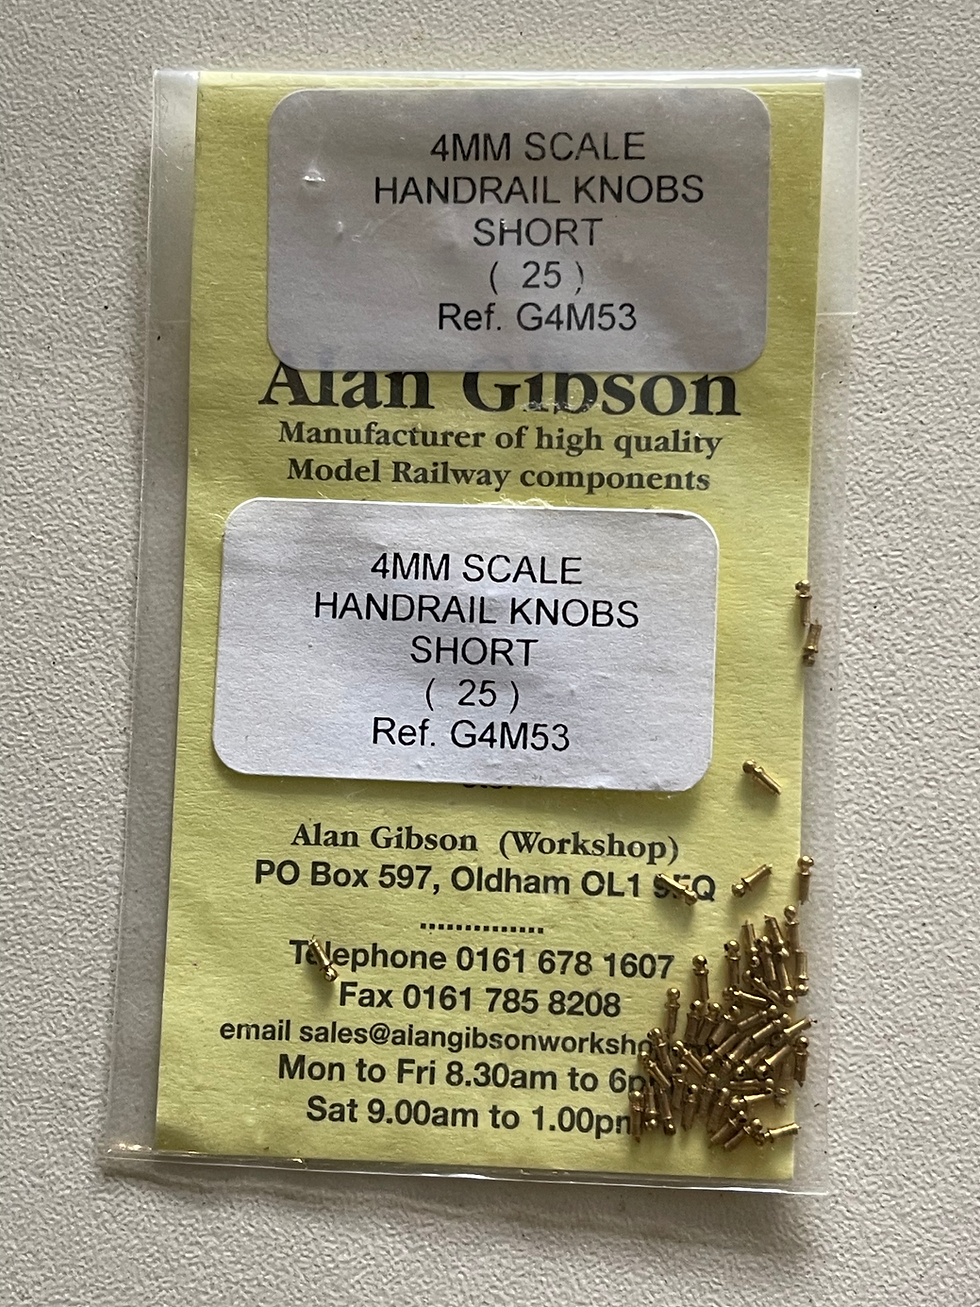 4MM SCALE
HANDRAIL KNOBS
SHORT
( 25 )
Ref. G4M53
Alan Gibson
Manufacturer of high quality
Model Railway components
4MM SCALE
HANDRAIL KNOBS
SHORT
( 25 )
Ref. G4M53
Alan Gibson (Workshop)
PO Box 597, Oldham OL1
..............
Telephone 0161 678 1607
Fax 0161 785 8208
email
Mon to Fri 8.30am to
Sat 9.00am to 1.00pm